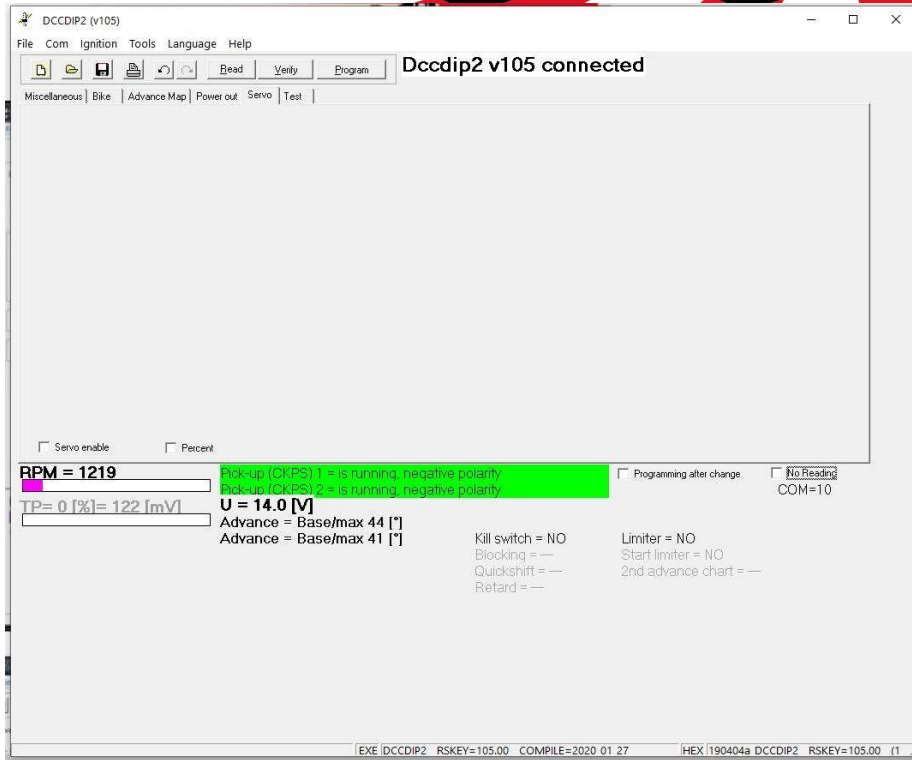 DCCDIP2 (v105)
File Com Ignition Tools Language Help
Read Verify Program Dccdip2 v105 connected
Miscellaneous Bike Advance Map Power out Servo Test
Servo enable Percent
RPM = 1219 Pick-up (CKPS) 1 = is running, negative polarity Programming after change No Reading
Pick-up (CKPS) 2 = is running, negative polarity COM=10
TP= 0 [%]= 122 [mV] U = 14.0 [V]
Advance = Base/max 44 [°]
Advance = Base/max 41 [°] Kill switch = NO Limiter = NO
Blocking = --- Start limiter = NO
Quickshift = --- 2nd advance chart = ---
Retard = ---
EXE DCCDIP2 RSKEY=105.00 COMPILE=2020 01 27 HEX 190404a DCCDIP2 RSKEY=105.00 (1